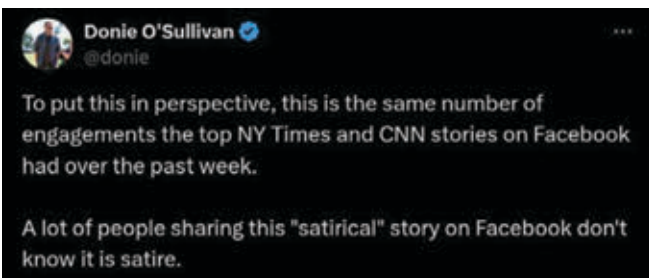 Donie O'Sullivan
@donie
To put this in perspective, this is the same number of
engagements the top NY Times and CNN stories on Facebook
had over the past week.
A lot of people sharing this "satirical" story on Facebook don't
know it is satire.